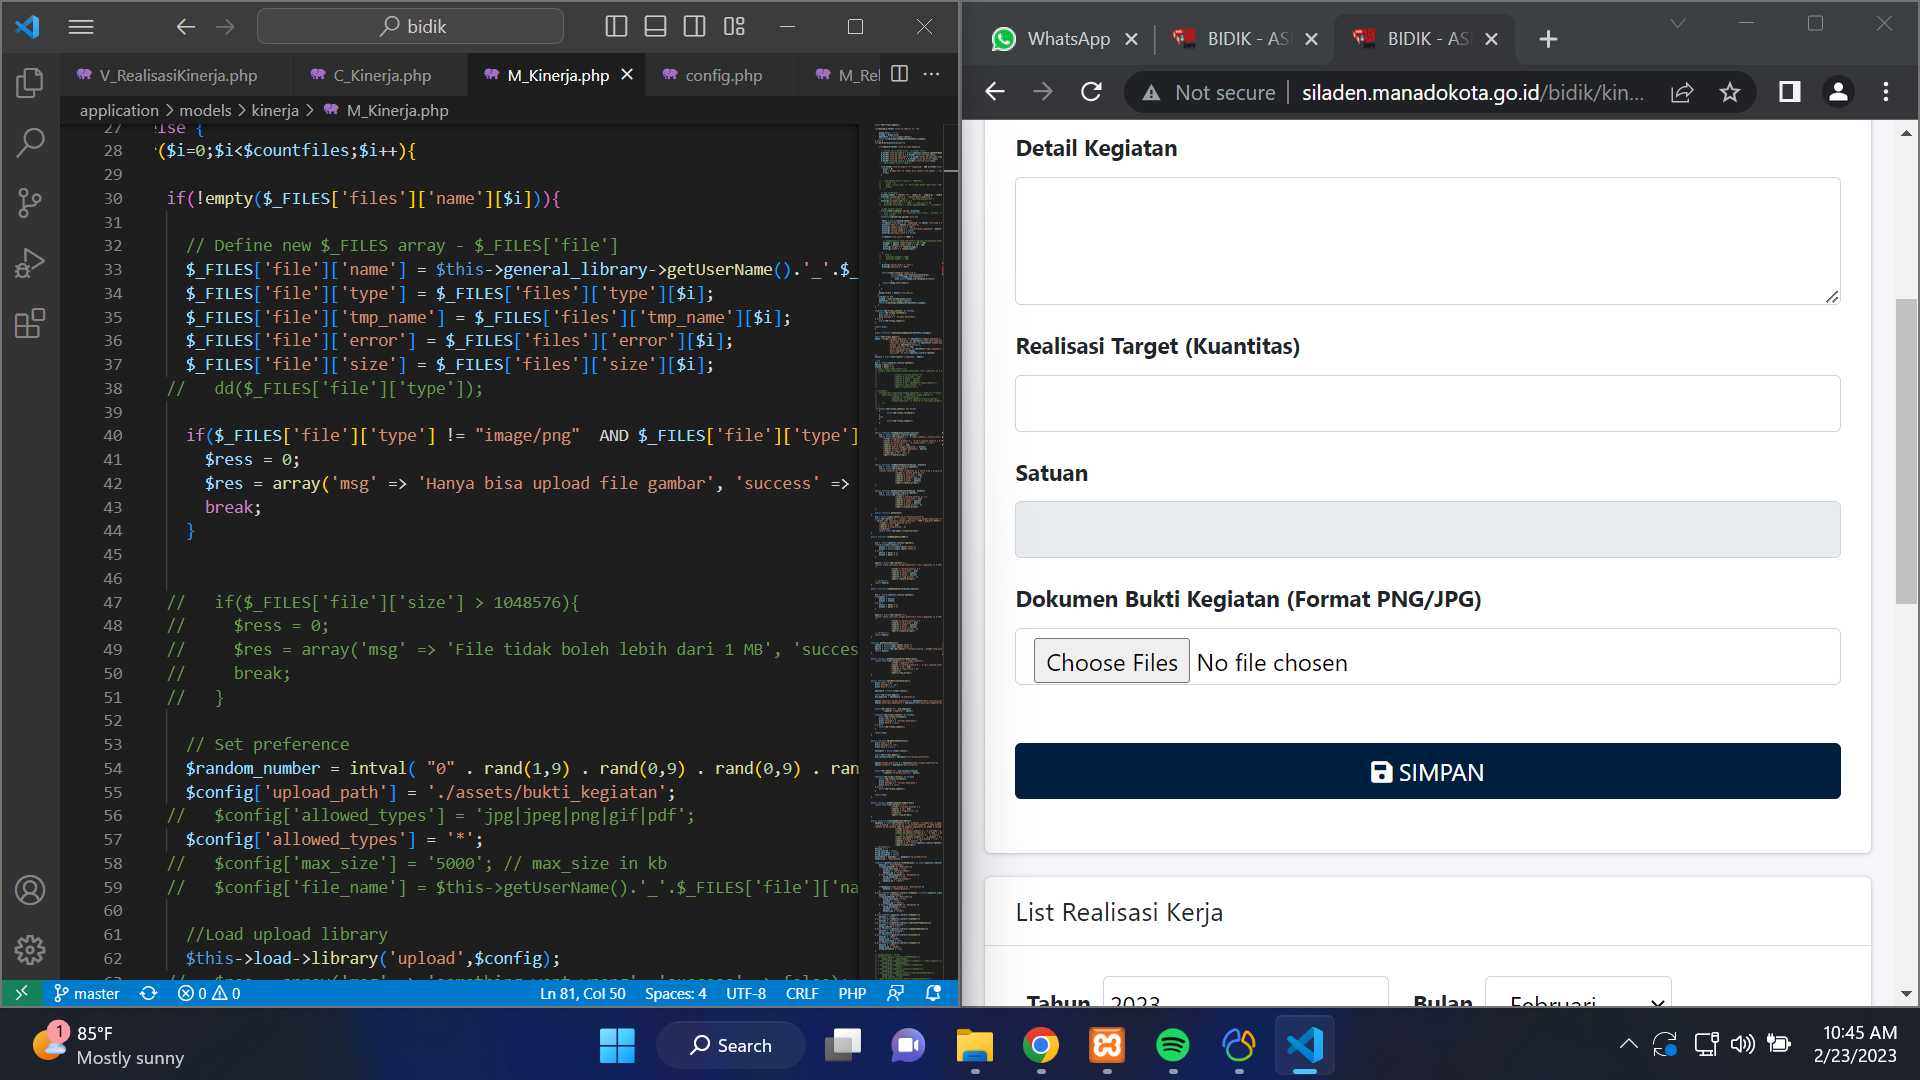 bidik
V_RealisasiKinerja.php
C_Kinerja.php
M_Kinerja.php
config.php
M_Rel
application > models > kinerja > M_Kinerja.php
27 lse {
28 ($i=0;$i<$countfiles;$i++){
29
30 if(!empty($_FILES['files']['name'][$i])){
31
32 // Define new $_FILES array - $_FILES['file']
33 $_FILES['file']['name'] = $this->general_library->getUserName().'_'.$_
34 $_FILES['file']['type'] = $_FILES['files']['type'][$i];
35 $_FILES['file']['tmp_name'] = $_FILES['files']['tmp_name'][$i];
36 $_FILES['file']['error'] = $_FILES['files']['error'][$i];
37 $_FILES['file']['size'] = $_FILES['files']['size'][$i];
38 // dd($_FILES['file']['type']);
39
40 if($_FILES['file']['type'] != "image/png" AND $_FILES['file']['type']
41 $ress = 0;
42 $res = array('msg' => 'Hanya bisa upload file gambar', 'success' =>
43 break;
44 }
45
46
47 // if($_FILES['file']['size'] > 1048576){
48 // $ress = 0;
49 // $res = array('msg' => 'File tidak boleh lebih dari 1 MB', 'succes
50 // break;
51 // }
52
53 // Set preference
54 $random_number = intval( "0" . rand(1,9) . rand(0,9) . rand(0,9) . ran
55 $config['upload_path'] = './assets/bukti_kegiatan';
56 // $config['allowed_types'] = 'jpg|jpeg|png|gif|pdf';
57 $config['allowed_types'] = '*';
58 // $config['max_size'] = '5000'; // max_size in kb
59 // $config['file_name'] = $this->getUserName().'_'.$_FILES['file']['na
60
61 //Load upload library
62 $this->load->library('upload',$config);
master
0 0
Ln 81, Col 50
Spaces: 4
UTF-8
CRLF
PHP
WhatsApp
BIDIK - AS
BIDIK - AS
Not secure
siladen.manadokota.go.id/bidik/kin...
Detail Kegiatan
Realisasi Target (Kuantitas)
Satuan
Dokumen Bukti Kegiatan (Format PNG/JPG)
Choose Files No file chosen
SIMPAN
List Realisasi Kerja
Tahun 2023 Bulan Februari
1
85°F
Mostly sunny
Search
10:45 AM
2/23/2023